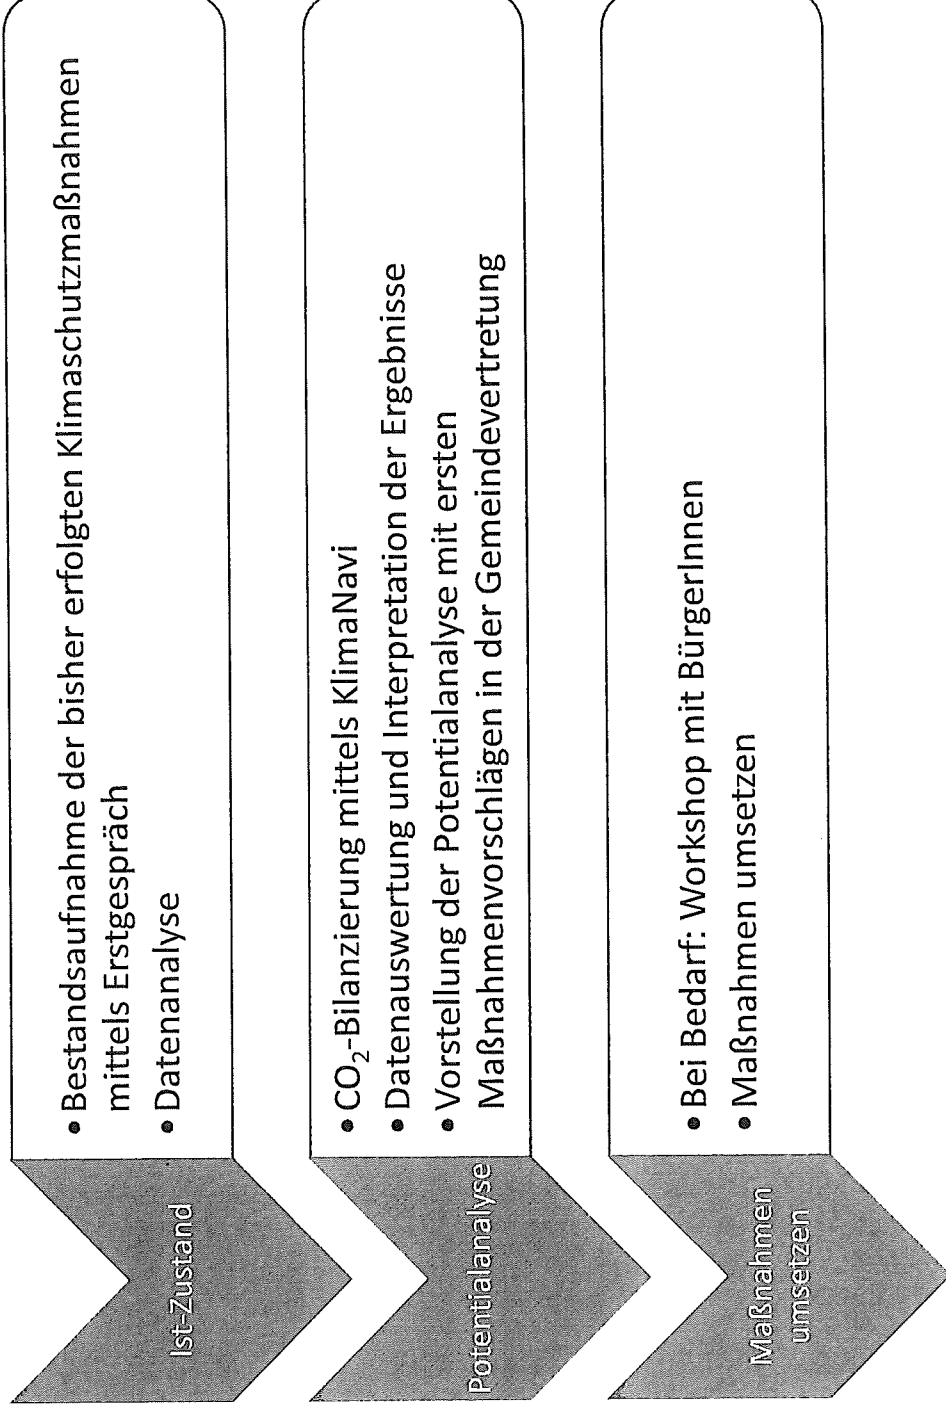 Ist-Zustand
• Bestandsaufnahme der bisher erfolgten Klimaschutzmaßnahmen
mittels Erstgespräch
• Datenanalyse
Potentialanalyse
• CO₂-Bilanzierung mittels KlimaNavi
• Datenauswertung und Interpretation der Ergebnisse
• Vorstellung der Potentialanalyse mit ersten
Maßnahmenvorschlägen in der Gemeindevertretung
Maßnahmen
umsetzen
• Bei Bedarf: Workshop mit BürgerInnen
• Maßnahmen umsetzen